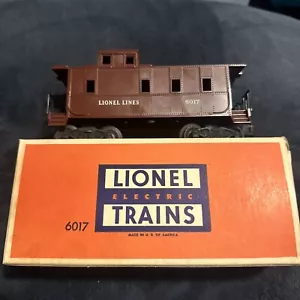 LIONEL LINES 6017
LIONEL
ELECTRIC
TRAINS
MADE IN U.S. OF AMERICA
6017